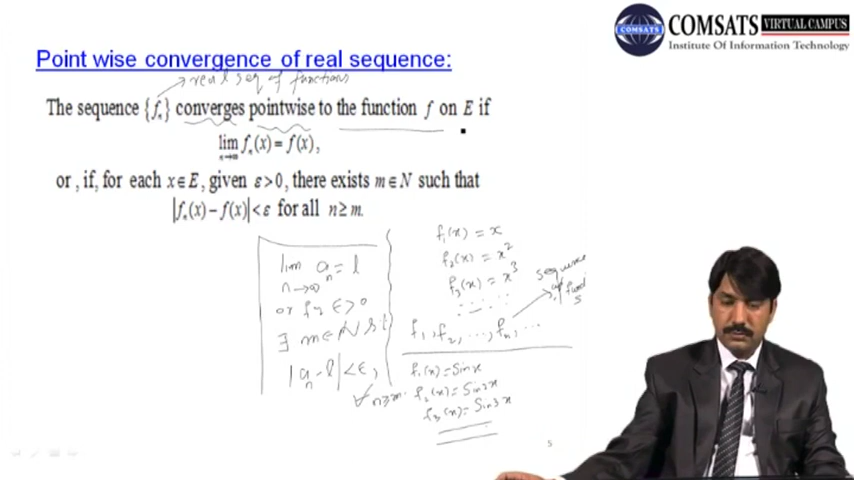 COMSATS VIRTUAL CAMPUS
Institute Of Information Technology
Point wise convergence of real sequence:
real seq of functions
The sequence {fₙ} converges pointwise to the function f on E if
lim fₙ(x) = f(x),
n→∞
or , if, for each x∈E, given ε>0, there exists m∈N such that
|fₙ(x) − f(x)| < ε for all n ≥ m.
lim aₙ = l
n→∞
or for ε>0
∃ m∈N s.t
|aₙ - l| < ε,
∀ n≥m.
f₁(x) = x
f₂(x) = x²
f₃(x) = x³
sequence
of
f₁, f₂, ..., fₙ, ...
f₁(x) = Sin x
f₂(x) = Sin 2x
f₃(x) = Sin 3x
5